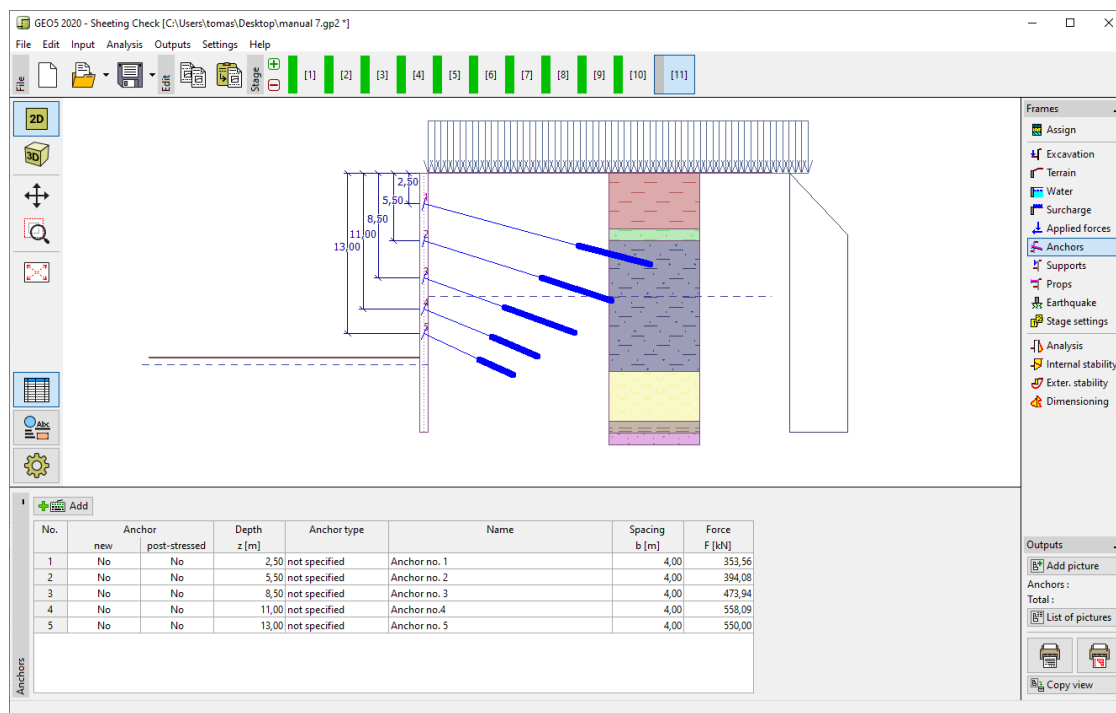 GEO5 2020 - Sheeting Check [C:\Users\tomas\Desktop\manual 7.gp2 *]
File Edit Input Analysis Outputs Settings Help
File Edit Stage [1] [2] [3] [4] [5] [6] [7] [8] [9] [10] [11]
2D
3D
Abc
2,50
5,50
8,50
11,00
13,00
1
2
3
4
5
Frames
Assign
Excavation
Terrain
Water
Surcharge
Applied forces
Anchors
Supports
Props
Earthquake
Stage settings
Analysis
Internal stability
Exter. stability
Dimensioning
Anchors
Add
No. Anchor Depth Anchor type Name Spacing Force
new post-stressed z [m] b [m] F [kN]
1 No No 2,50 not specified Anchor no. 1 4,00 353,56
2 No No 5,50 not specified Anchor no. 2 4,00 394,08
3 No No 8,50 not specified Anchor no. 3 4,00 473,94
4 No No 11,00 not specified Anchor no.4 4,00 558,09
5 No No 13,00 not specified Anchor no. 5 4,00 550,00
Outputs
Add picture
Anchors :
Total :
List of pictures
Copy view